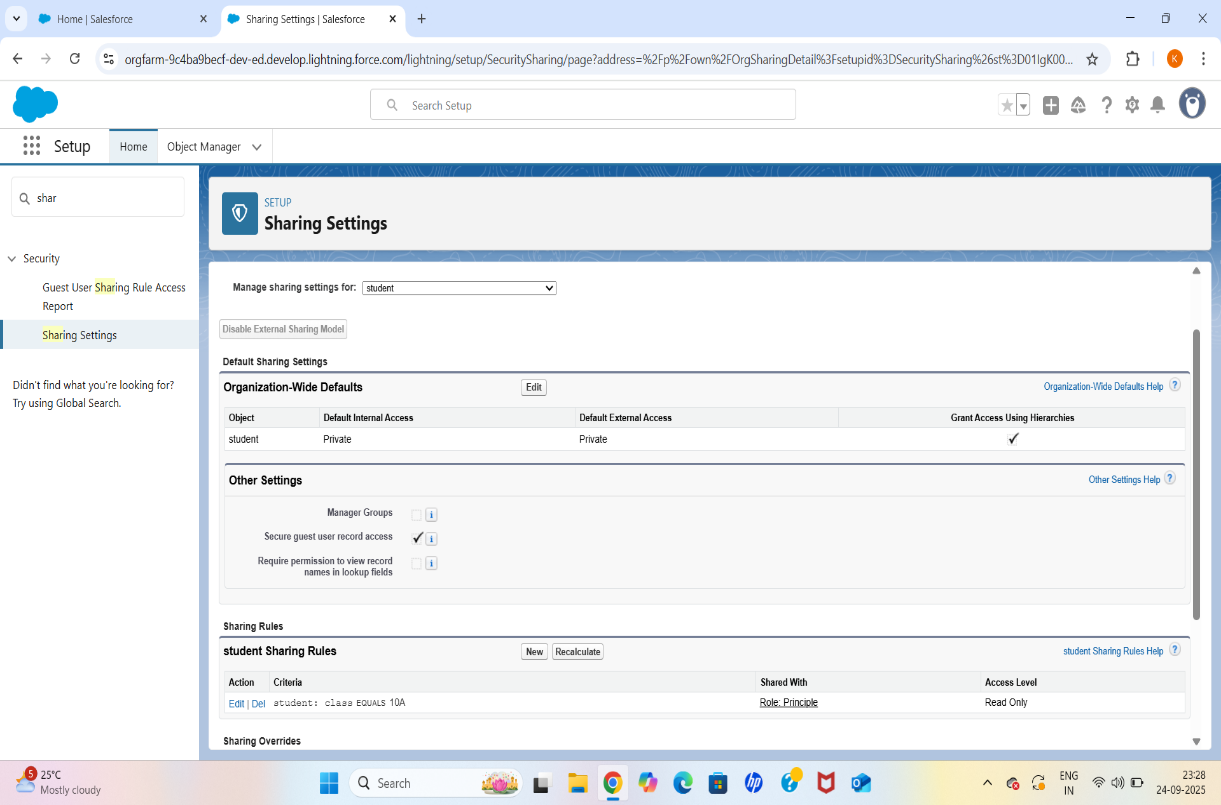 Home | Salesforce
Sharing Settings | Salesforce
orgfarm-9c4ba9becf-dev-ed.develop.lightning.force.com/lightning/setup/SecuritySharing/page?address=%2Fp%2Fown%2FOrgSharingDetail%3Fsetupid%3DSecuritySharing%26st%3D01IgK00...
K
Search Setup
Setup
Home
Object Manager
shar
SETUP
Sharing Settings
Security
Guest User Sharing Rule Access
Report
Sharing Settings
Didn't find what you're looking for?
Try using Global Search.
Manage sharing settings for: student
Disable External Sharing Model
Default Sharing Settings
Organization-Wide Defaults Edit Organization-Wide Defaults Help ?
Object Default Internal Access Default External Access Grant Access Using Hierarchies
student Private Private
Other Settings Other Settings Help ?
Manager Groups i
Secure guest user record access i
Require permission to view record
names in lookup fields i
Sharing Rules
student Sharing Rules New Recalculate student Sharing Rules Help ?
Action Criteria Shared With Access Level
Edit | Del student: class EQUALS 10A Role: Principle Read Only
Sharing Overrides
5
25°C
Mostly cloudy
Search
hp
ENG
IN
23:28
24-09-2025